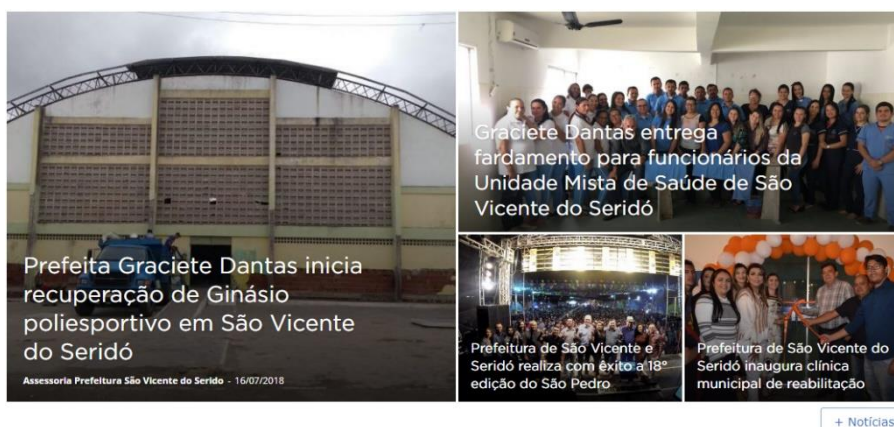 Prefeita Graciete Dantas inicia
recuperação de Ginásio
poliesportivo em São Vicente
do Seridó
Assessoria Prefeitura São Vicente do Serido - 16/07/2018
Graciete Dantas entrega
fardamento para funcionários da
Unidade Mista de Saúde de São
Vicente do Seridó
Prefeitura de São Vicente e
Seridó realiza com êxito a 18°
edição do São Pedro
Prefeitura de São Vicente do
Seridó inaugura clínica
municipal de reabilitação
+ Notícias